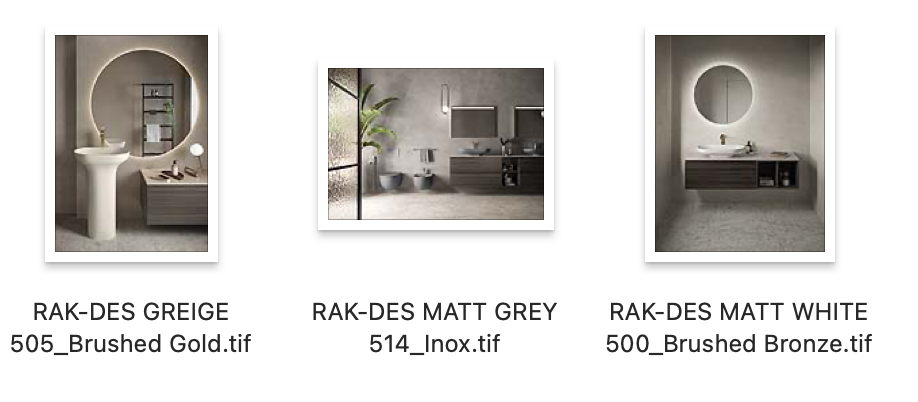 RAK-DES GREIGE
505_Brushed Gold.tif
RAK-DES MATT GREY
514_Inox.tif
RAK-DES MATT WHITE
500_Brushed Bronze.tif